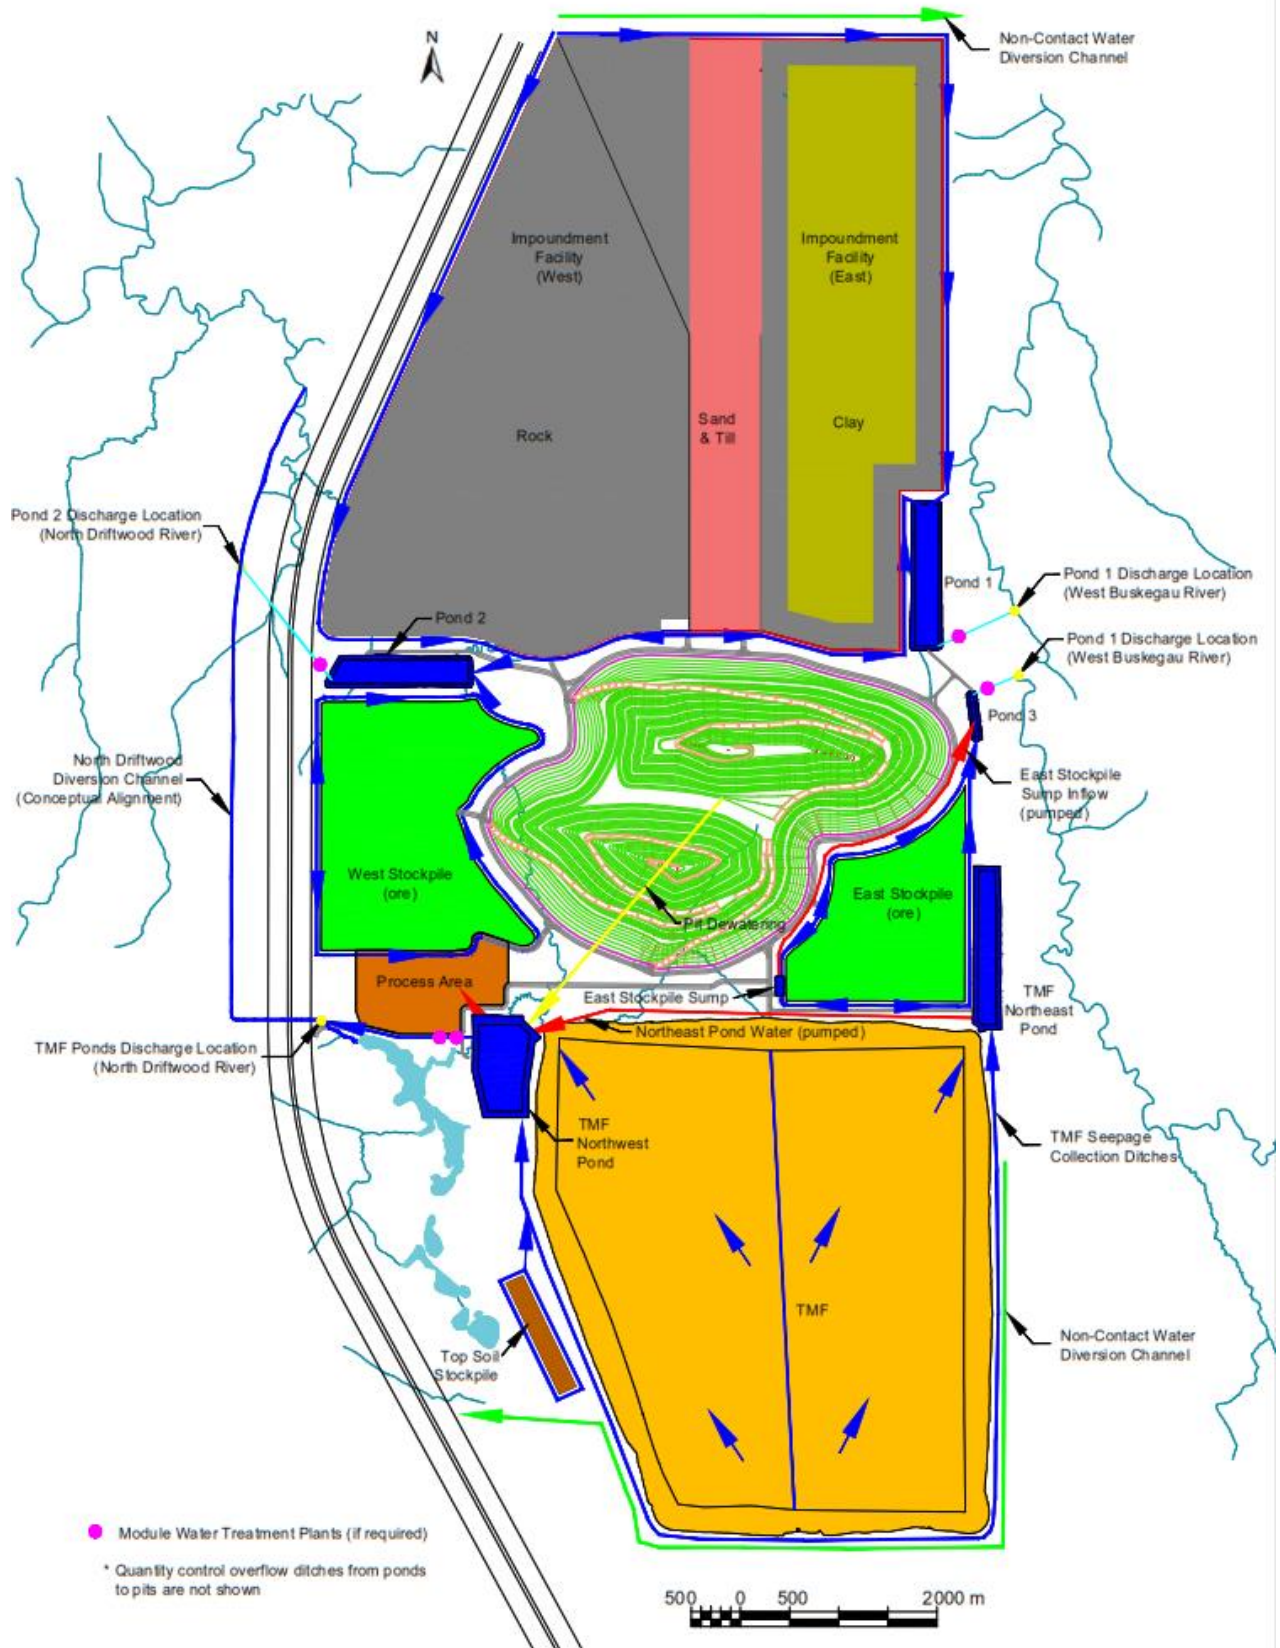 N
Non-Contact Water
Diversion Channel
Impoundment
Facility
(West)
Impoundment
Facility
(East)
Rock
Sand
& Till
Clay
Pond 2 Discharge Location
(North Driftwood River)
Pond 1
Pond 1 Discharge Location
(West Buskegau River)
Pond 2
Pond 1 Discharge Location
(West Buskegau River)
Pond 3
North Driftwood
Diversion Channel
(Conceptual Alignment)
East Stockpile
Sump Inflow
(pumped)
West Stockpile
(ore)
East Stockpile
(ore)
Pit Dewatering
Process Area
East Stockpile Sump
TMF
Northeast
Pond
Northeast Pond Water (pumped)
TMF Ponds Discharge Location
(North Driftwood River)
TMF
Northwest
Pond
TMF Seepage
Collection Ditches
TMF
Top Soil
Stockpile
Non-Contact Water
Diversion Channel
Module Water Treatment Plants (if required)
* Quantity control overflow ditches from ponds
to pits are not shown
500 0 500 2000 m